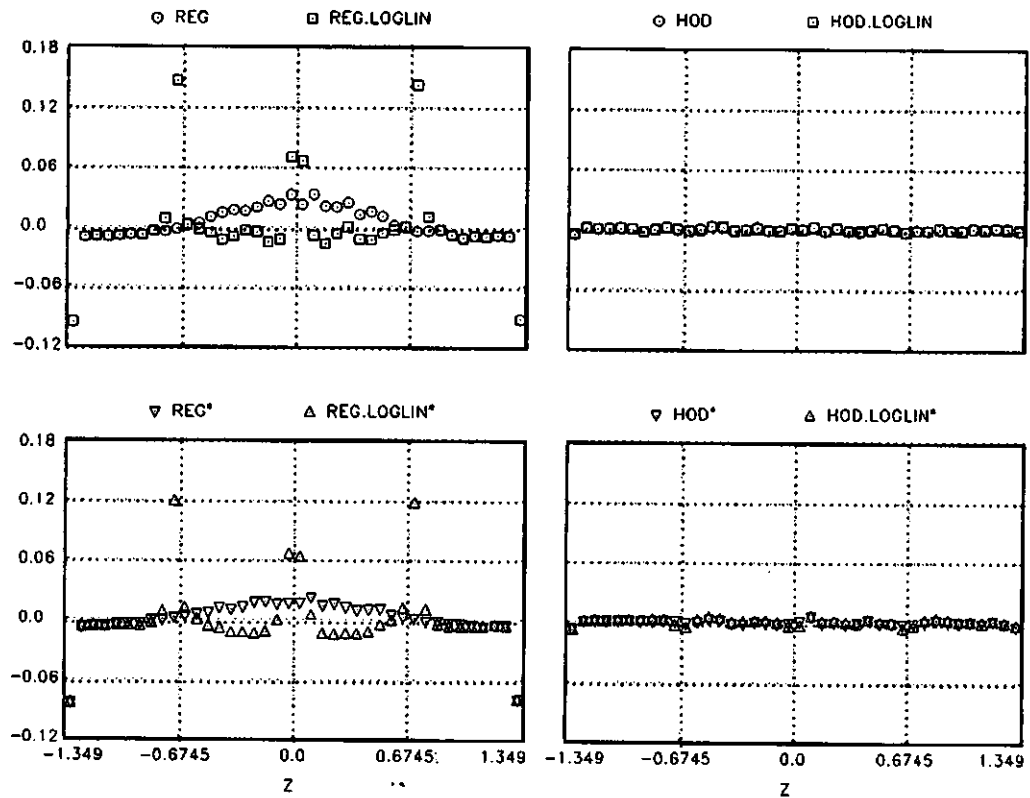 REG REG.LOGLIN
HOD HOD.LOGLIN
0.18
0.12
0.06
0.0
-0.06
-0.12
REG* REG.LOGLIN*
HOD* HOD.LOGLIN*
0.18
0.12
0.06
0.0
-0.06
-0.12
-1.349 -0.6745 0.0 0.6745 1.349
-1.349 -0.6745 0.0 0.6745 1.349
Z
Z